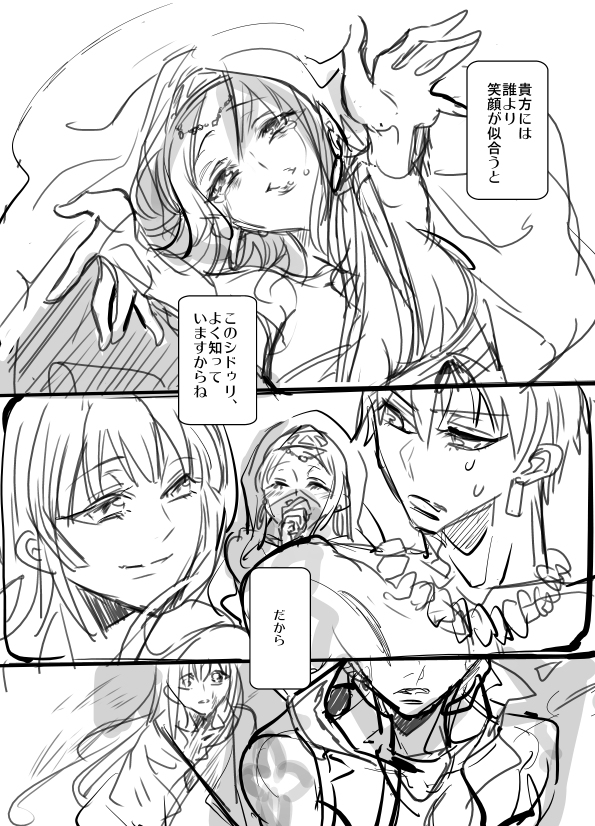 貴方には
誰より
笑顔が似合うと
このシドゥリ、
よく知って
いますからね
だから